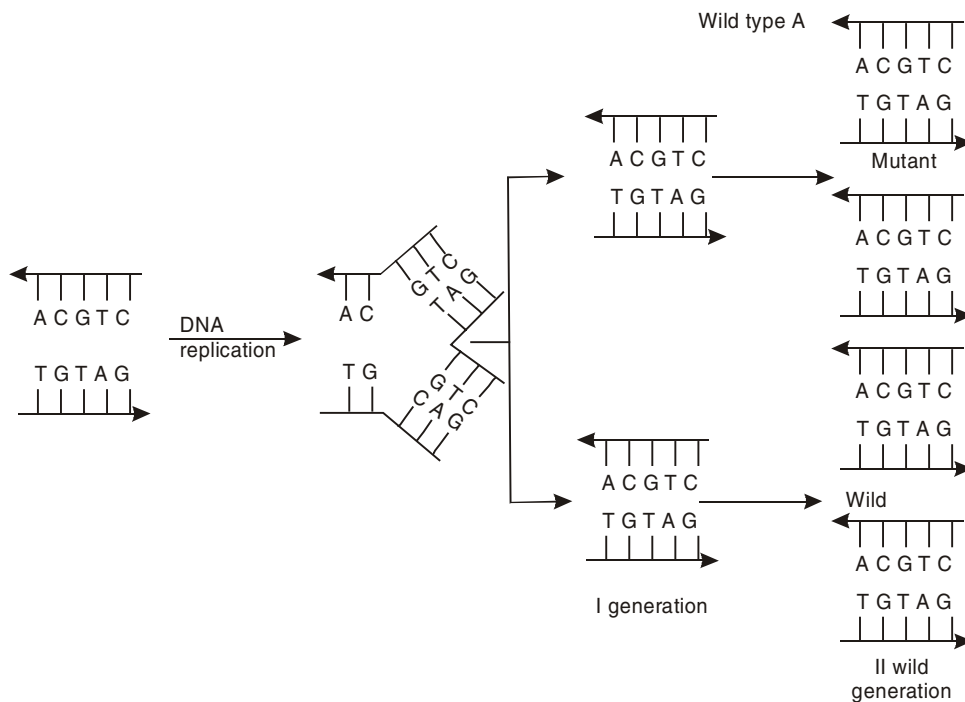 Wild type A
A C G T C
T G T A G
Mutant
A C G T C
T G T A G
A C G T C
T G T A G
A C G T C
T G T A G
DNA
replication
A C
G T C
T A G
T G
G T C
C A G
A C G T C
T G T A G
A C G T C
T G T A G
Wild
A C G T C
T G T A G
I generation
II wild
generation